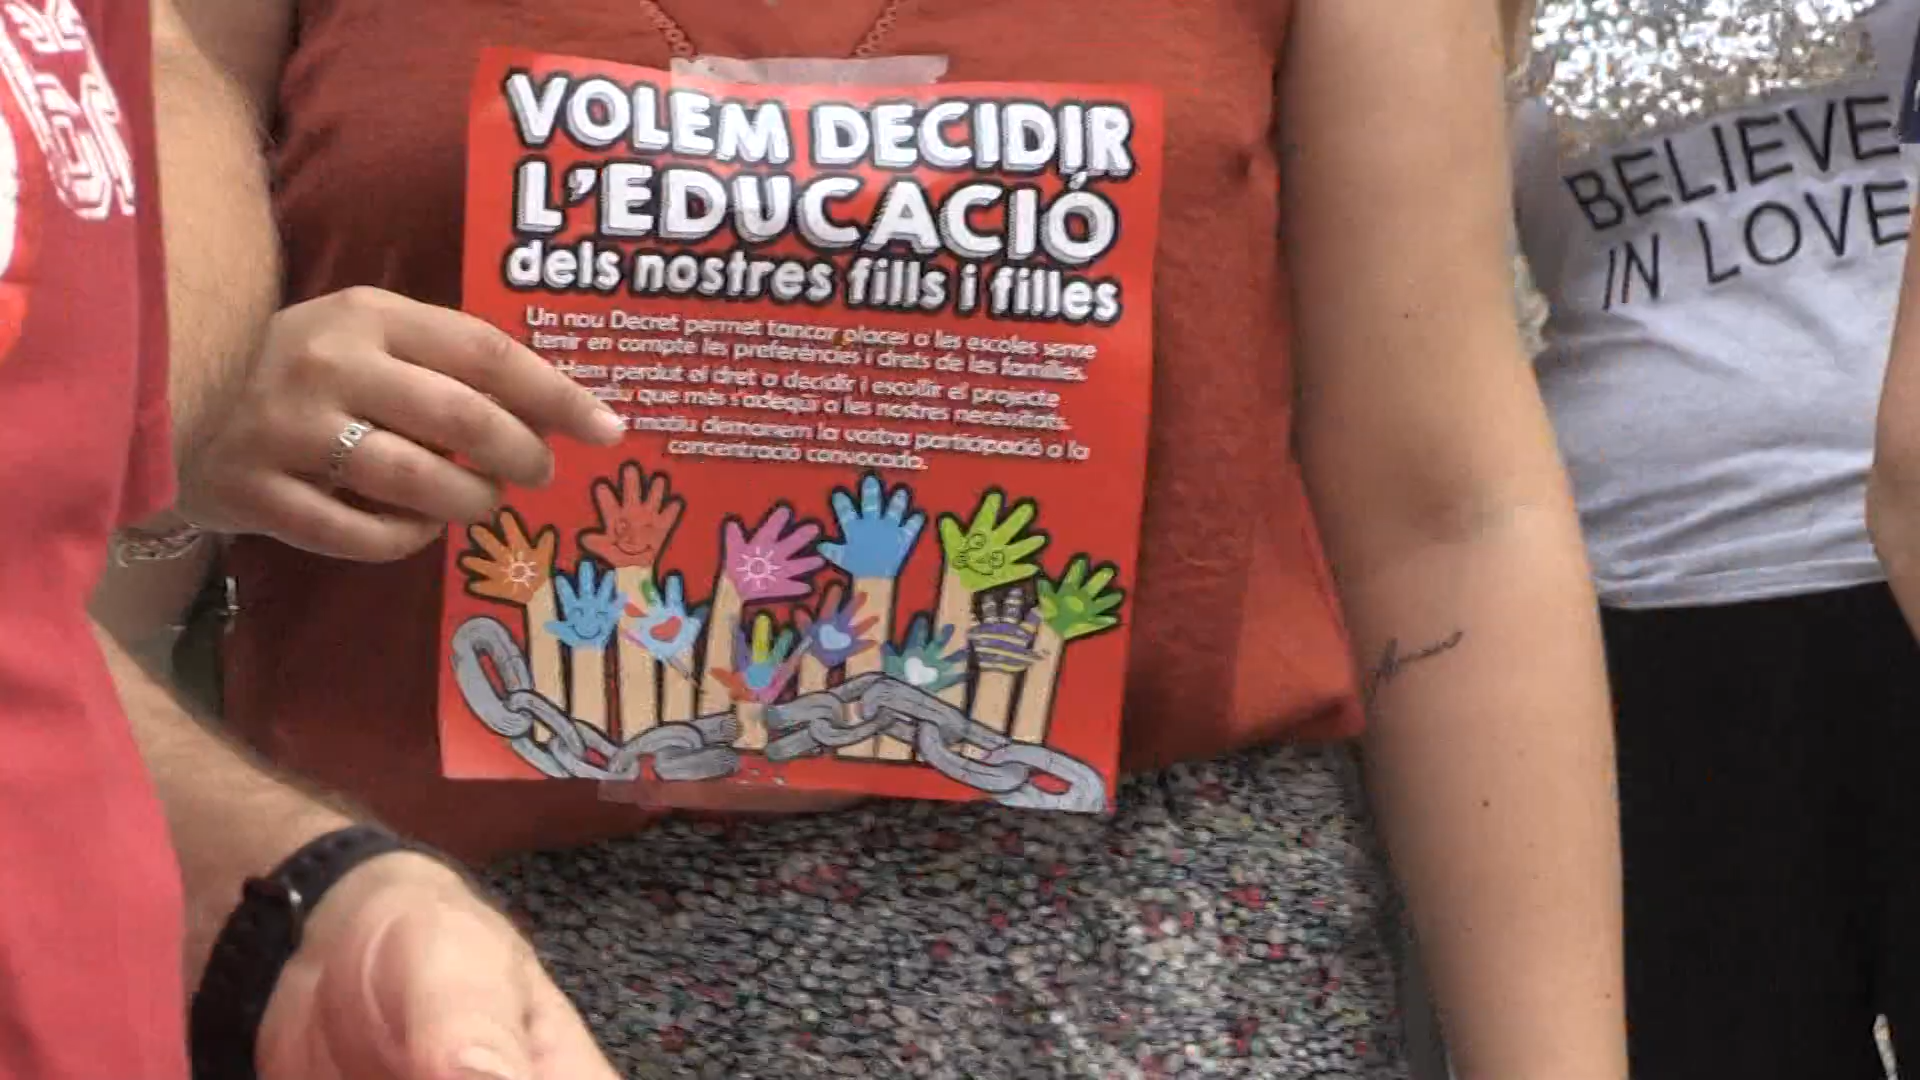 VOLEM DECIDIR
L'EDUCACIÓ
dels nostres fills i filles
Un nou Decret permet tancar places a les escoles sense
tenir en compte les preferències i drets de les famílies.
Hem perdut el dret a decidir i escollir el projecte
que més s'adequi a les nostres necessitats.
motiu demanem la vostra participació a la
concentració convocada.
BELIEVE
IN LOVE